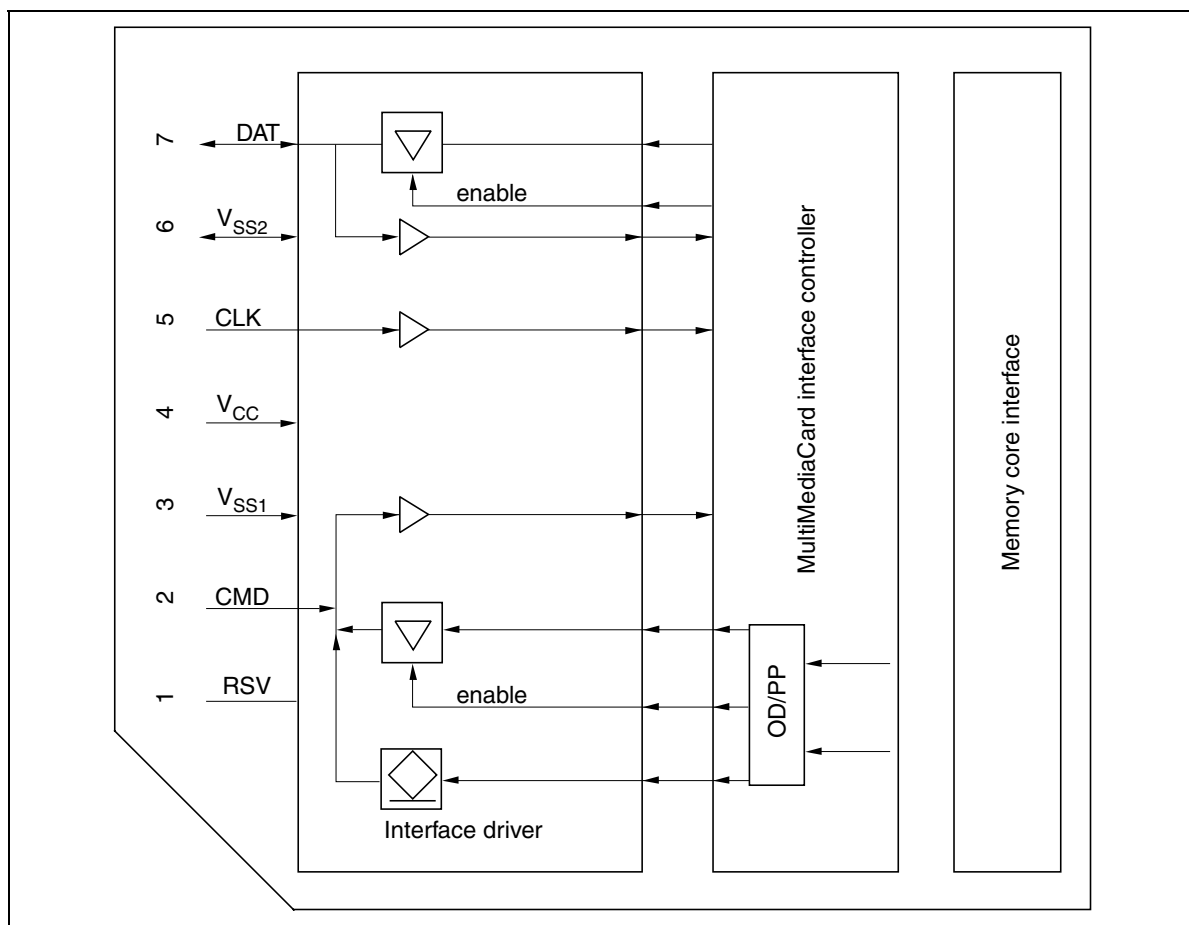 7 DAT
enable
6 VSS2
5 CLK
4 VCC
3 VSS1
2 CMD
1 RSV
enable
Interface driver
OD/PP
MultiMediaCard interface controller
Memory core interface